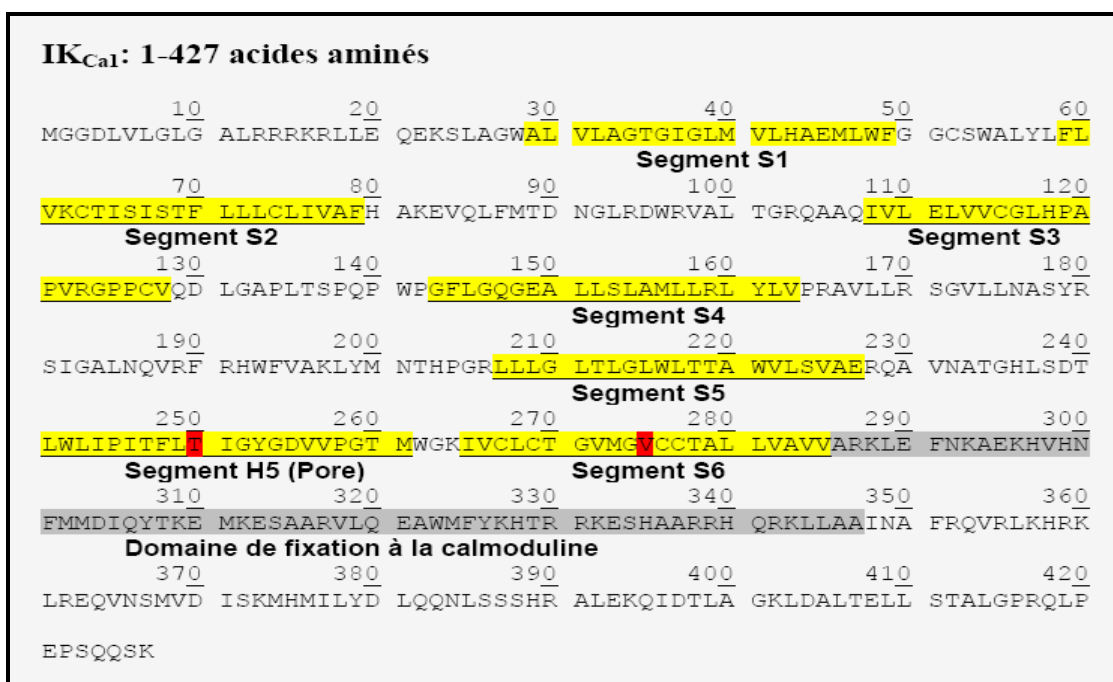 IKCa1: 1-427 acides aminés
10 20 30 40 50 60
MGGDLVLGLG ALRRRKRLLE QEKSLAGWAL VLAGTGIGLM VLHAEMLWFG GCSWALYLFL
Segment S1
70 80 90 100 110 120
VKCTISISTF LLLCLIVAFH AKEVQLFMTD NGLRDWRVAL TGRQAAQIVL ELVVCGLHPA
Segment S2 Segment S3
130 140 150 160 170 180
PVRGPPCVQD LGAPLTSPQP WPGFLGQGEA LLSLAMLLRL YLVPRAVLLR SGVLLNASYR
Segment S4
190 200 210 220 230 240
SIGALNQVRF RHWFVAKLYM NTHPGRLLLG LTLGLWLTTA WVLSVAERQA VNATGHLSDT
Segment S5
250 260 270 280 290 300
LWLIPITFLT IGYGDVVPGT MWGKIVCLCT GVMGVCCTAL LVAVVARKLE FNKAEKHVHN
Segment H5 (Pore) Segment S6
310 320 330 340 350 360
FMMDIQYTKE MKESAARVLQ EAWMFYKHTR RKESHAARRH QRKLLAAINA FRQVRLKHRK
Domaine de fixation à la calmoduline
370 380 390 400 410 420
LREQVNSMVD ISKMHMILYD LQQNLSSSHR ALEKQIDTLA GKLDALTELL STALGPRQLP
EPSQQSK